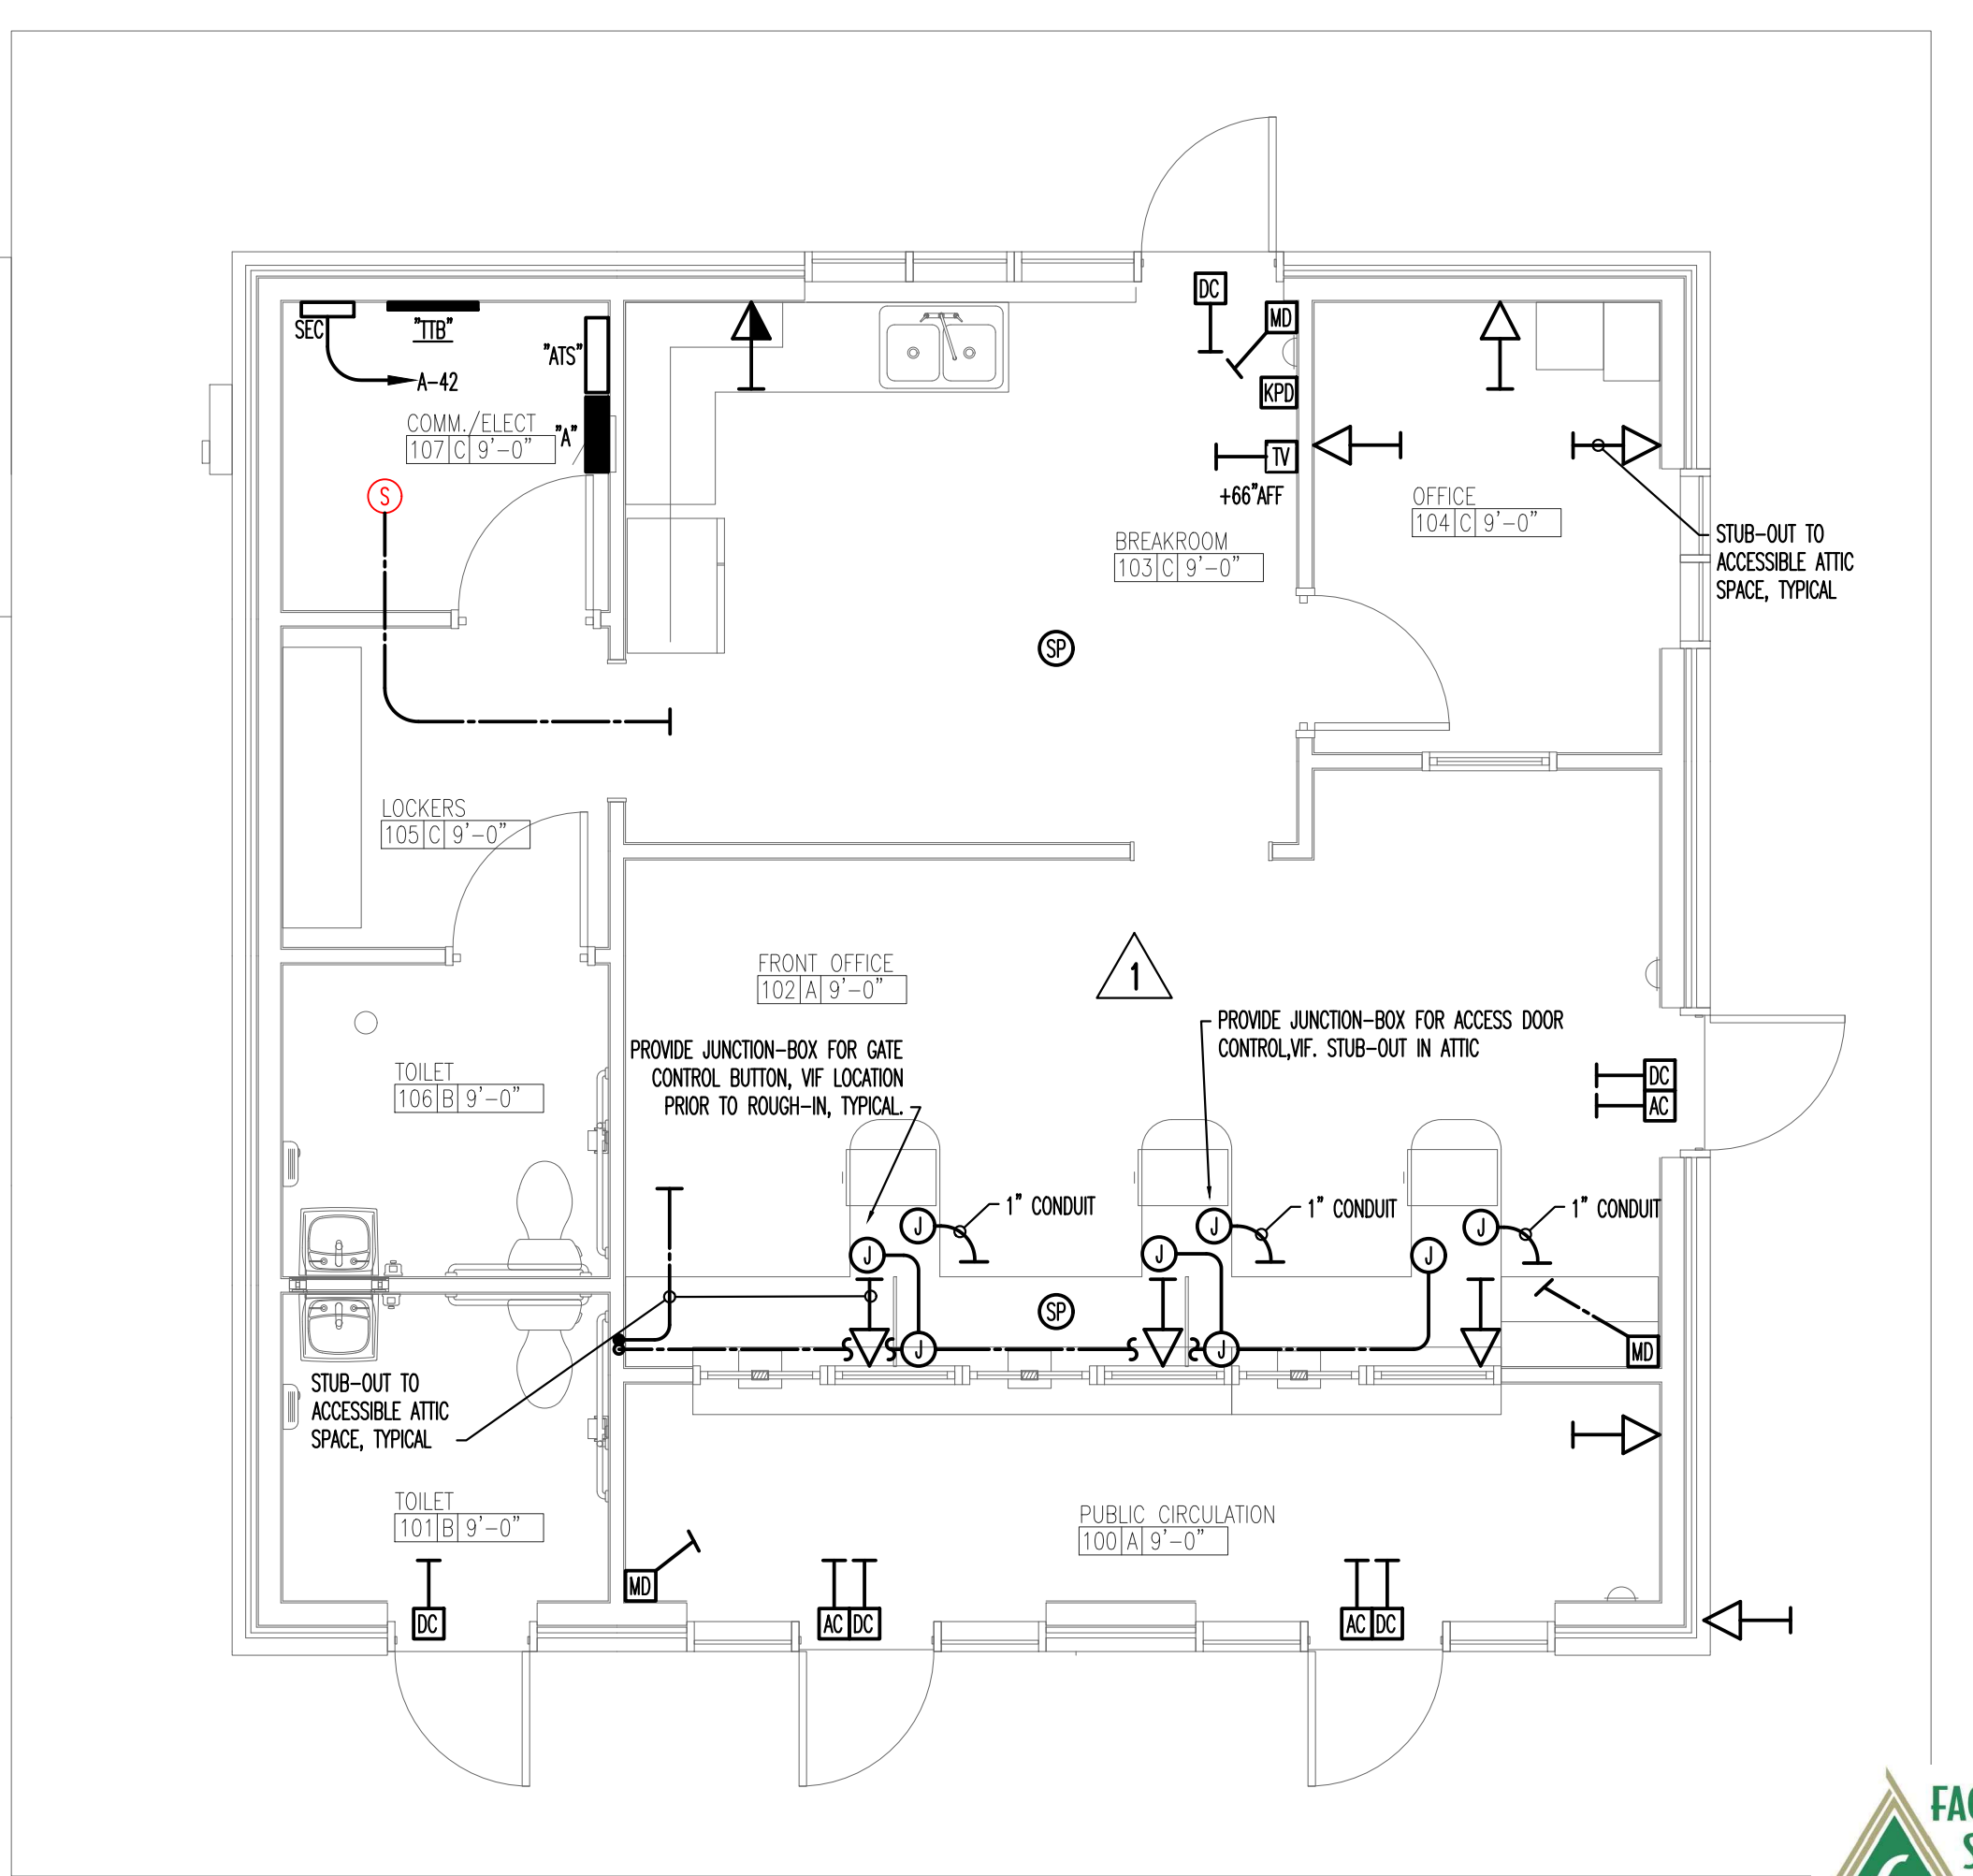 DC
MD
SEC
"TTB"
"ATS"
A-42
KPD
COMM./ELECT
107 C 9'-0"
"A"
TV
+66"AFF
S
OFFICE
104 C 9'-0"
STUB-OUT TO
ACCESSIBLE ATTIC
SPACE, TYPICAL
BREAKROOM
103 C 9'-0"
SP
LOCKERS
105 C 9'-0"
FRONT OFFICE
102 A 9'-0"
1
PROVIDE JUNCTION-BOX FOR ACCESS DOOR
CONTROL,VIF. STUB-OUT IN ATTIC
PROVIDE JUNCTION-BOX FOR GATE
CONTROL BUTTON, VIF LOCATION
PRIOR TO ROUGH-IN, TYPICAL.
TOILET
106 B 9'-0"
DC
AC
1" CONDUIT
1" CONDUIT
1" CONDUIT
J
J
J
J
J
J
SP
J
J
MD
STUB-OUT TO
ACCESSIBLE ATTIC
SPACE, TYPICAL
TOILET
101 B 9'-0"
PUBLIC CIRCULATION
100 A 9'-0"
MD
DC
AC DC
AC DC